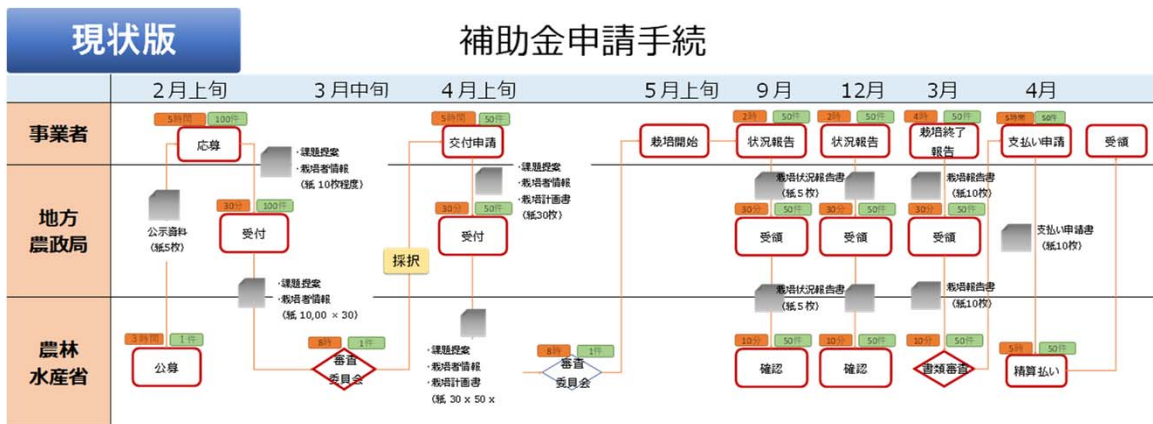 現状版
補助金申請手続
2月上旬
3月中旬
4月上旬
5月上旬
9月
12月
3月
4月
事業者
5時間
100件
応募
・課題提案
・栽培者情報
(紙 10枚程度)
5時間
50件
交付申請
・課題提案
・栽培者情報
・栽培計画書
(紙30枚)
栽培開始
2時
50件
状況報告
2時
50件
状況報告
4時
50件
栽培終了
報告
5時間
50件
支払い申請
受領
地方
農政局
公示資料
(紙5枚)
30分
100件
受付
・課題提案
・栽培者情報
(紙 10,00 × 30)
採択
30分
50件
受付
栽培状況報告書
(紙5枚)
30分
50件
受領
栽培状況報告書
(紙5枚)
30分
50件
受領
栽培報告書
(紙10枚)
30分
50件
受領
栽培報告書
(紙10枚)
支払い申請書
(紙10枚)
農林
水産省
3時間
1件
公募
8時
1件
審査
委員会
・課題提案
・栽培者情報
・栽培計画書
(紙 30 x 50 x
8時
1件
審査
委員会
10分
50件
確認
10分
50件
確認
10分
50件
書類審査
5時
50件
精算払い